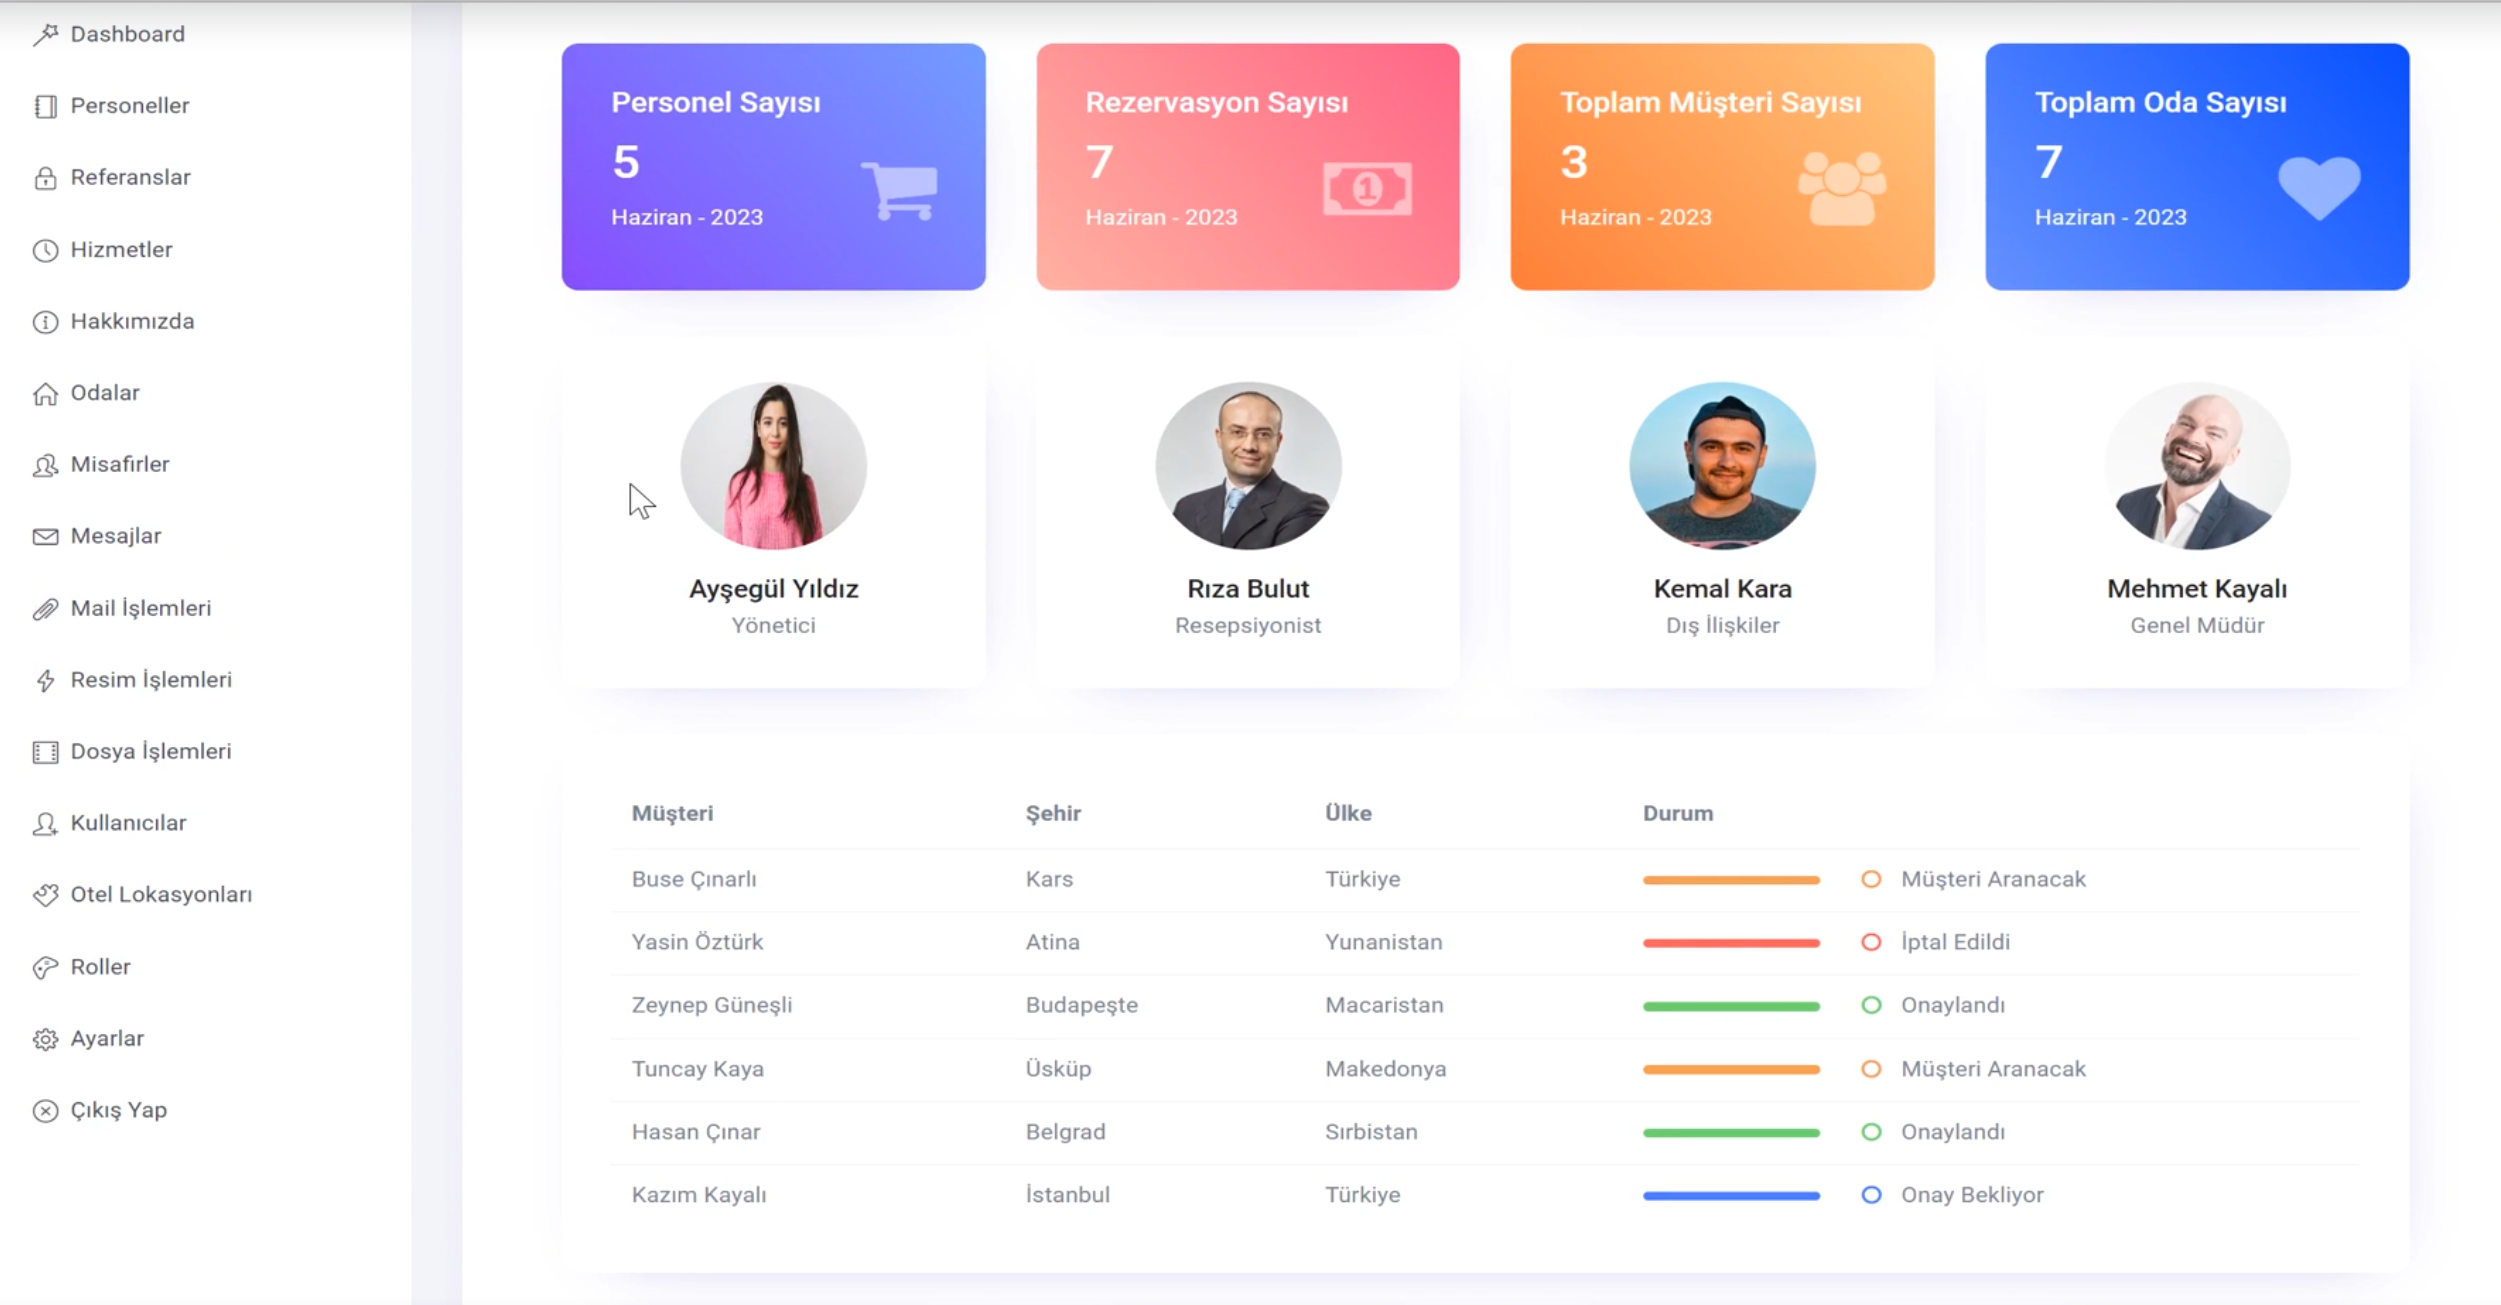 Dashboard
Personeller
Referanslar
Hizmetler
Hakkımızda
Odalar
Misafirler
Mesajlar
Mail İşlemleri
Resim İşlemleri
Dosya İşlemleri
Kullanıcılar
Otel Lokasyonları
Roller
Ayarlar
Çıkış Yap
Personel Sayısı
5
Haziran - 2023
Rezervasyon Sayısı
7
Haziran - 2023
1
Toplam Müşteri Sayısı
3
Haziran - 2023
Toplam Oda Sayısı
7
Haziran - 2023
Ayşegül Yıldız
Yönetici
Rıza Bulut
Resepsiyonist
Kemal Kara
Dış İlişkiler
Mehmet Kayalı
Genel Müdür
Müşteri Şehir Ülke Durum
Buse Çınarlı Kars Türkiye Müşteri Aranacak
Yasin Öztürk Atina Yunanistan İptal Edildi
Zeynep Güneşli Budapeşte Macaristan Onaylandı
Tuncay Kaya Üsküp Makedonya Müşteri Aranacak
Hasan Çınar Belgrad Sırbistan Onaylandı
Kazım Kayalı İstanbul Türkiye Onay Bekliyor